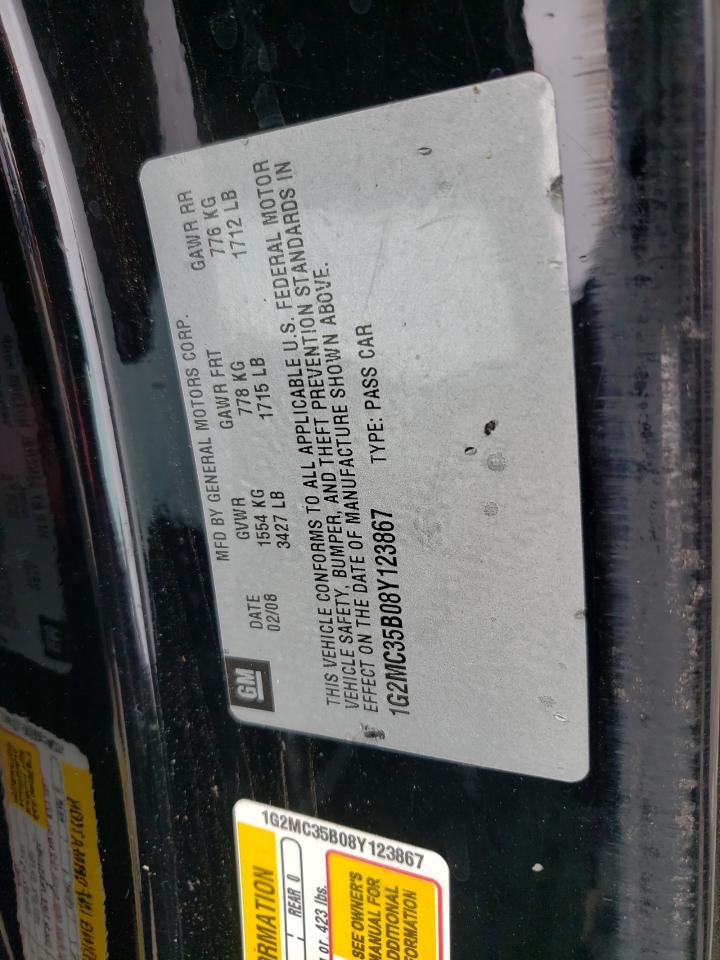 GM
MFD BY GENERAL MOTORS CORP.
DATE GVWR GAWR FRT GAWR RR
02/08 1554 KG 778 KG 776 KG
3427 LB 1715 LB 1712 LB
THIS VEHICLE CONFORMS TO ALL APPLICABLE U.S. FEDERAL MOTOR
VEHICLE SAFETY, BUMPER, AND THEFT PREVENTION STANDARDS IN
EFFECT ON THE DATE OF MANUFACTURE SHOWN ABOVE.
1G2MC35B08Y123867 TYPE: PASS CAR
1G2MC35B08Y123867
REAR 0
or 423 lbs.
SEE OWNER'S
MANUAL FOR